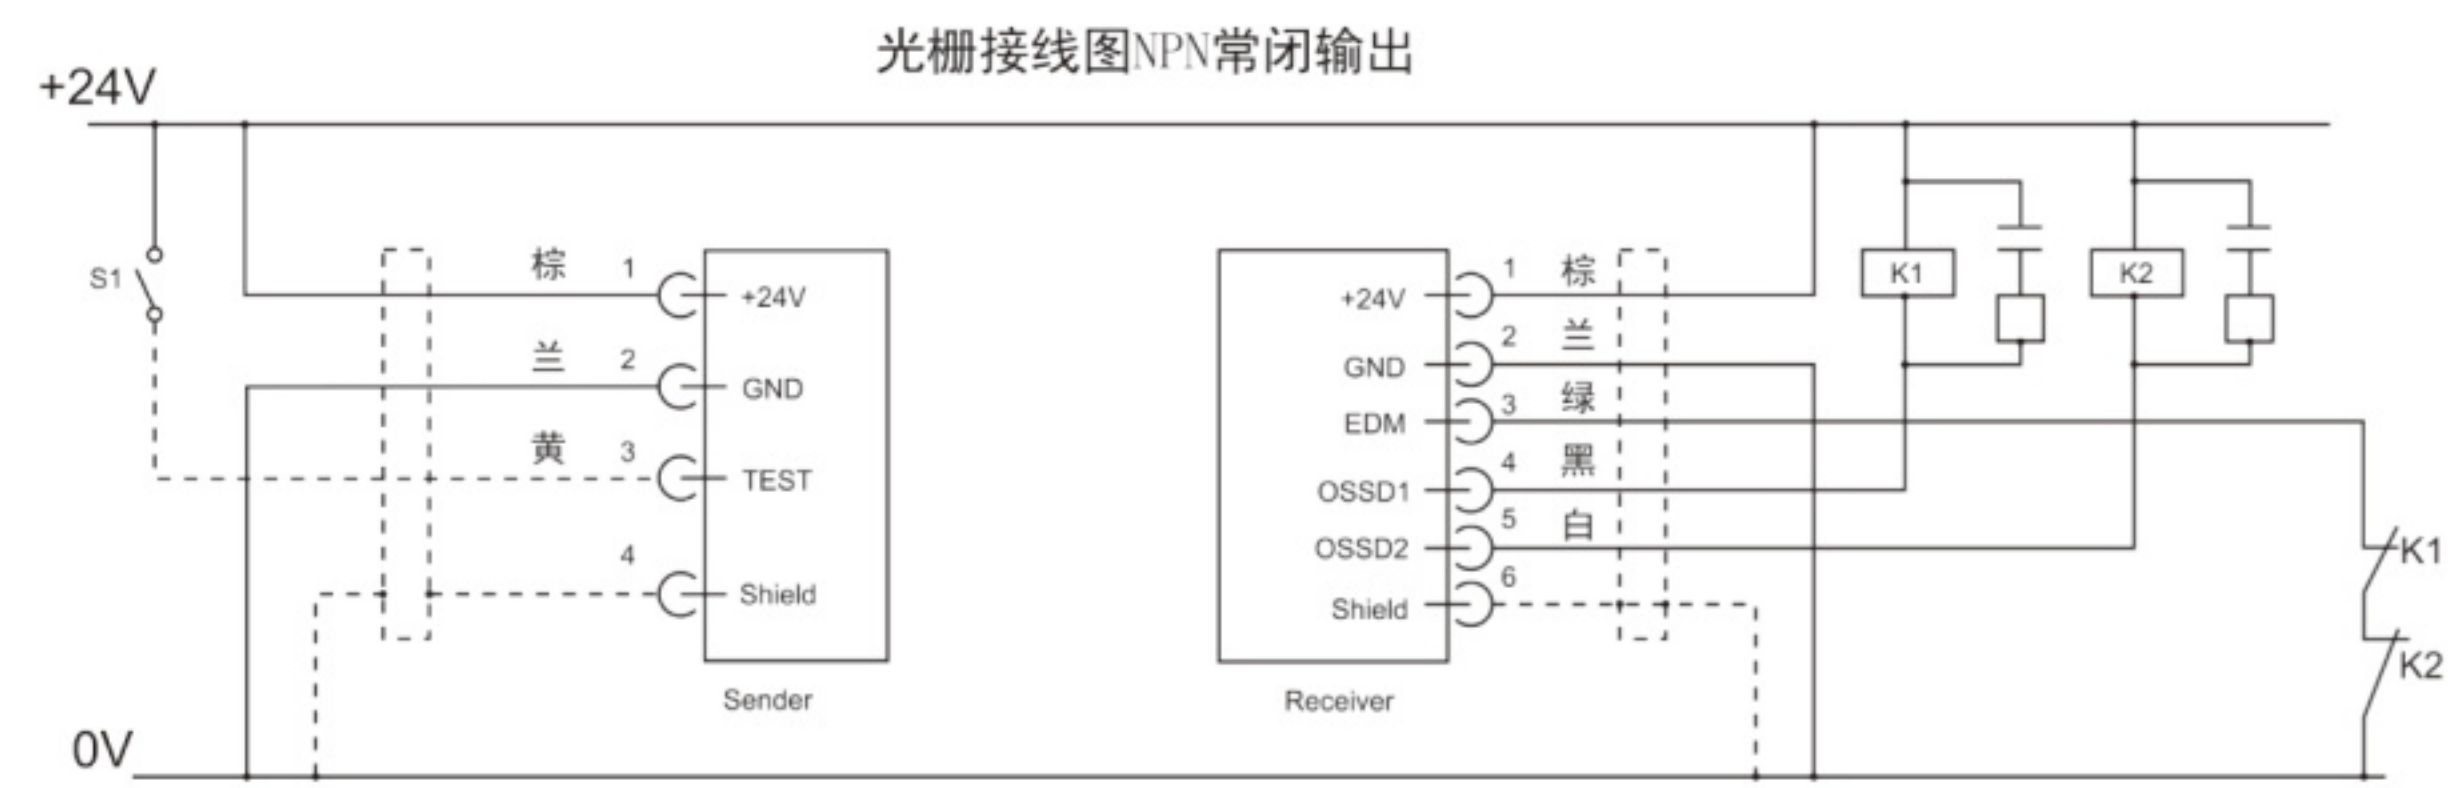 光栅接线图NPN常闭输出
+24V
S1
棕 1 +24V
兰 2 GND
黄 3 TEST
4 Shield
Sender
+24V 1 棕
GND 2 兰
EDM 3 绿
OSSD1 4 黑
OSSD2 5 白
Shield 6
Receiver
K1
K2
K1
K2
0V